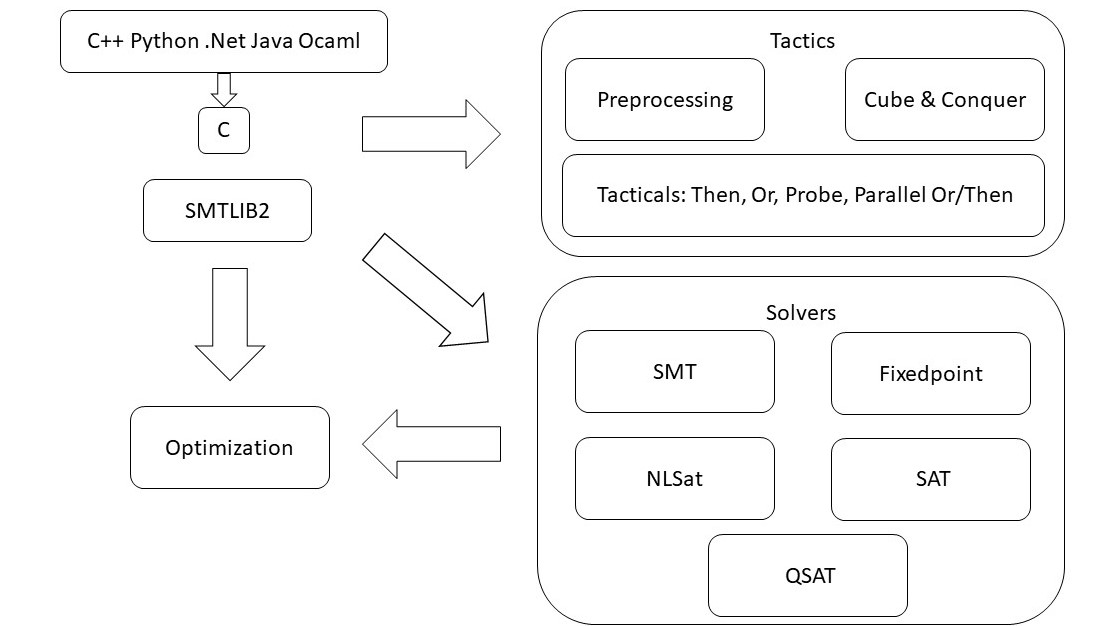 C++ Python .Net Java Ocaml
C
SMTLIB2
Optimization
Tactics
Preprocessing
Cube & Conquer
Tacticals: Then, Or, Probe, Parallel Or/Then
Solvers
SMT
Fixedpoint
NLSat
SAT
QSAT